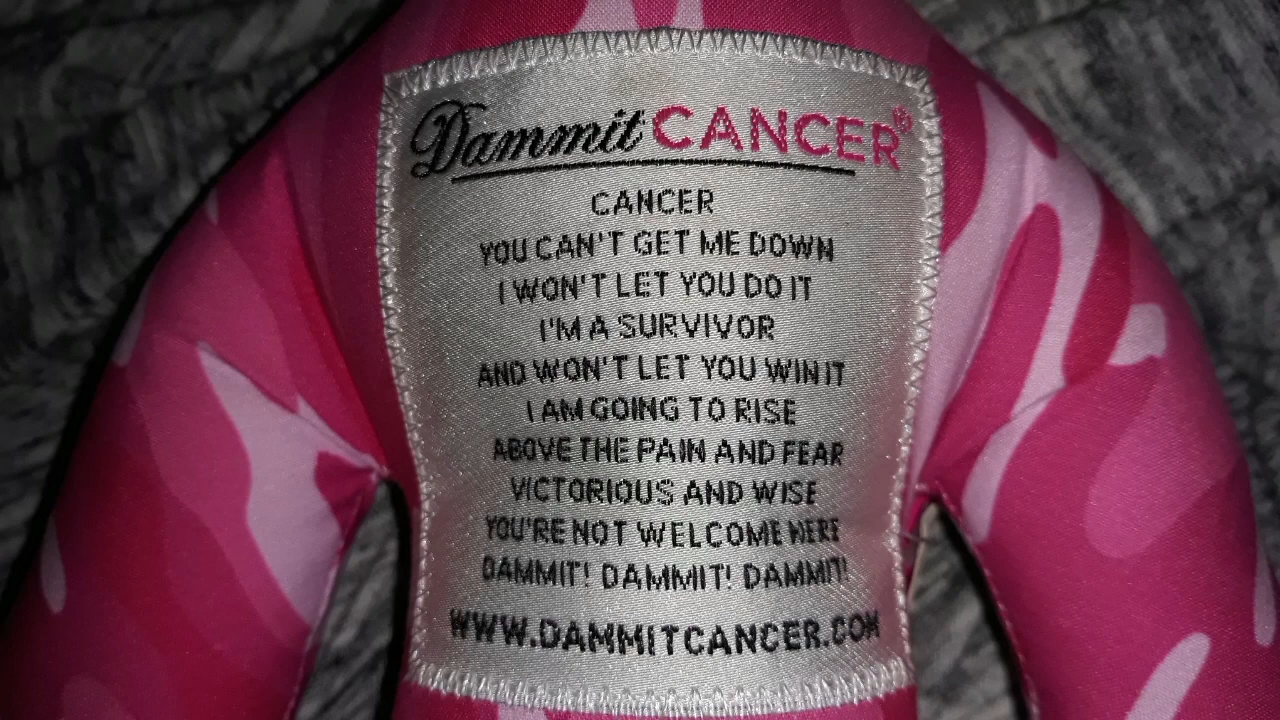 Dammit CANCER®
CANCER
YOU CAN'T GET ME DOWN
I WON'T LET YOU DO IT
I'M A SURVIVOR
AND WON'T LET YOU WIN IT
I AM GOING TO RISE
ABOVE THE PAIN AND FEAR
VICTORIOUS AND WISE
YOU'RE NOT WELCOME HERE
DAMMIT! DAMMIT! DAMMIT!
WWW.DAMMITCANCER.COM